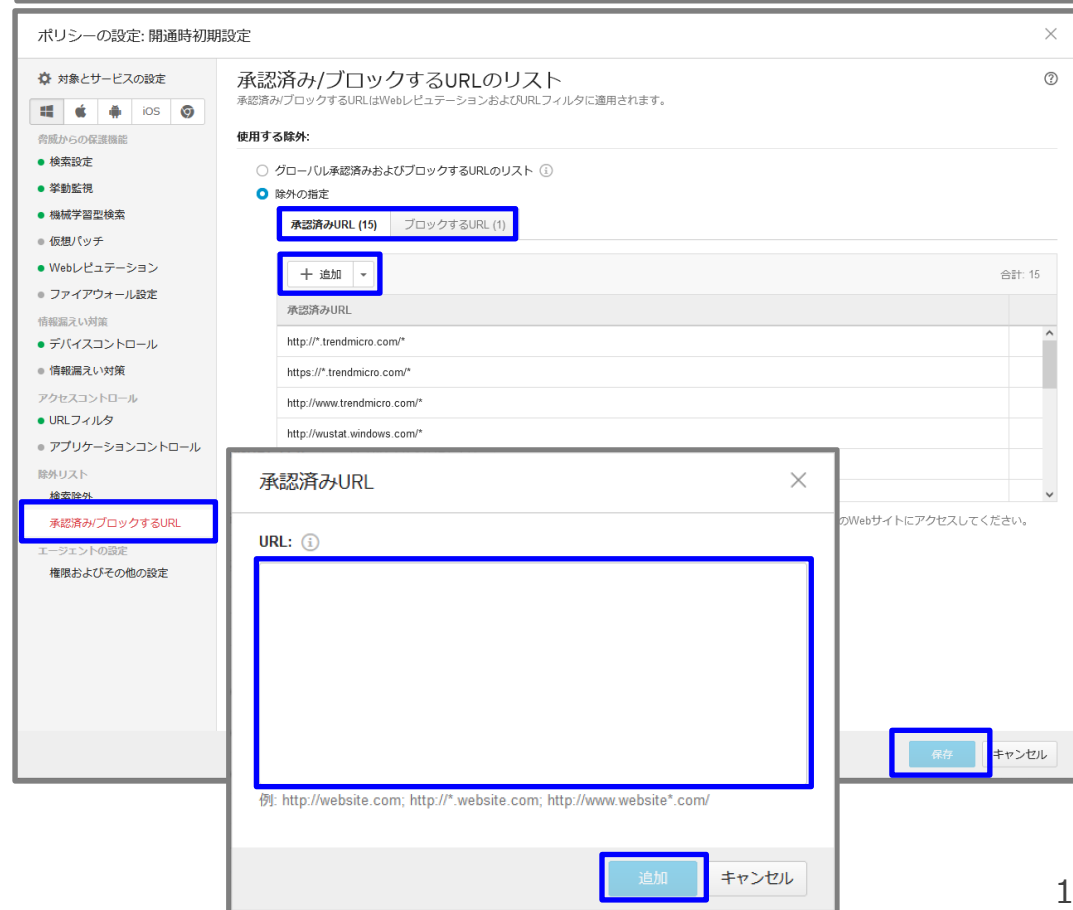 ポリシーの設定: 開通時初期設定
対象とサービスの設定
iOS
脅威からの保護機能
検索設定
挙動監視
機械学習型検索
仮想パッチ
Webレピュテーション
ファイアウォール設定
情報漏えい対策
デバイスコントロール
情報漏えい対策
アクセスコントロール
URLフィルタ
アプリケーションコントロール
除外リスト
検索除外
承認済み/ブロックするURL
エージェントの設定
権限およびその他の設定
承認済み/ブロックするURLのリスト
承認済み/ブロックするURLはWebレピュテーションおよびURLフィルタに適用されます。
使用する除外:
グローバル承認済みおよびブロックするURLのリスト
除外の指定
承認済みURL (15) ブロックするURL (1)
追加 合計: 15
承認済みURL
http://*.trendmicro.com/*
https://*.trendmicro.com/*
http://www.trendmicro.com/*
http://wustat.windows.com/*
のWebサイトにアクセスしてください。
保存 キャンセル
承認済みURL
URL:
例: http://website.com; http://*.website.com; http://www.website*.com/
追加 キャンセル
1